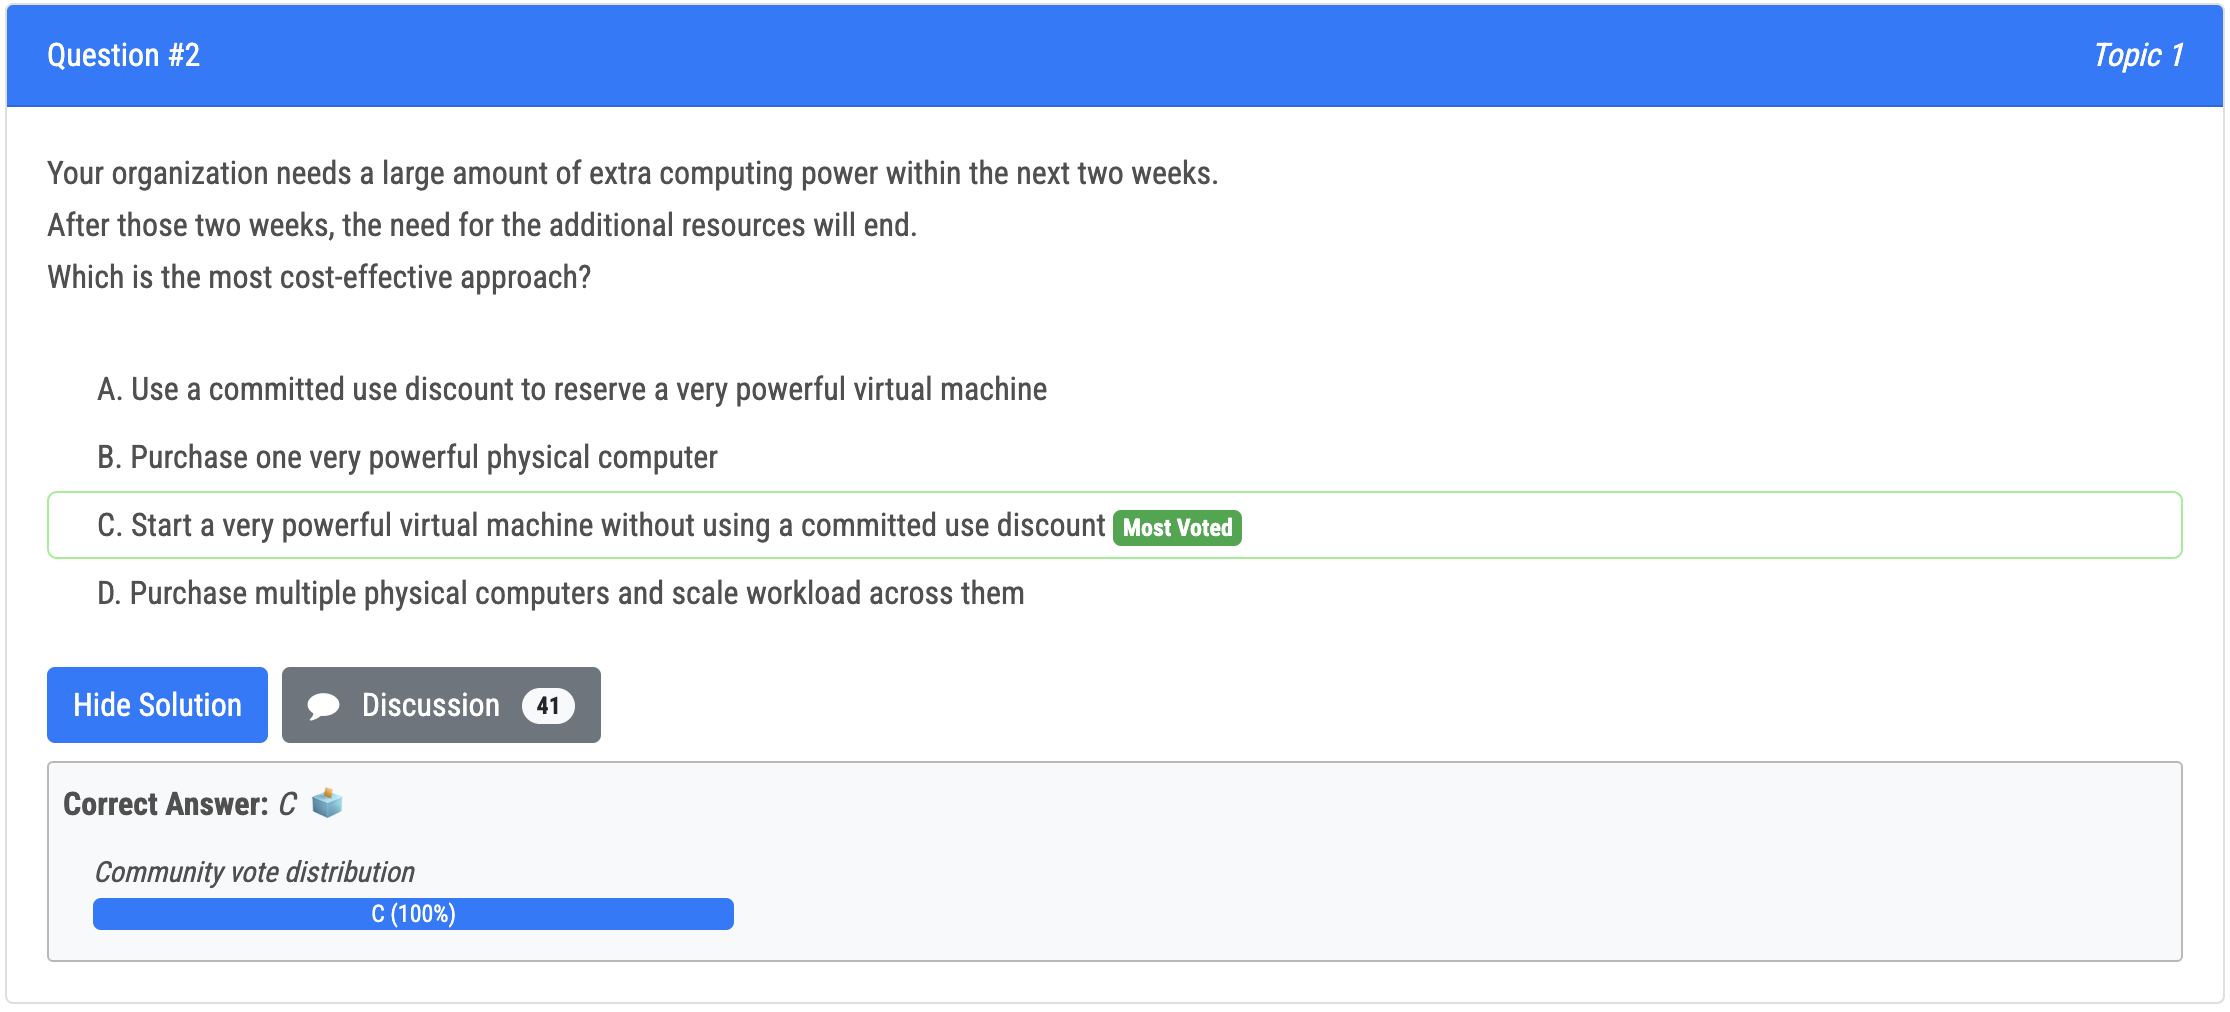 Question #2
Topic 1
Your organization needs a large amount of extra computing power within the next two weeks.
After those two weeks, the need for the additional resources will end.
Which is the most cost-effective approach?
A. Use a committed use discount to reserve a very powerful virtual machine
B. Purchase one very powerful physical computer
C. Start a very powerful virtual machine without using a committed use discount Most Voted
D. Purchase multiple physical computers and scale workload across them
Hide Solution
Discussion 41
Correct Answer: C
Community vote distribution
C (100%)